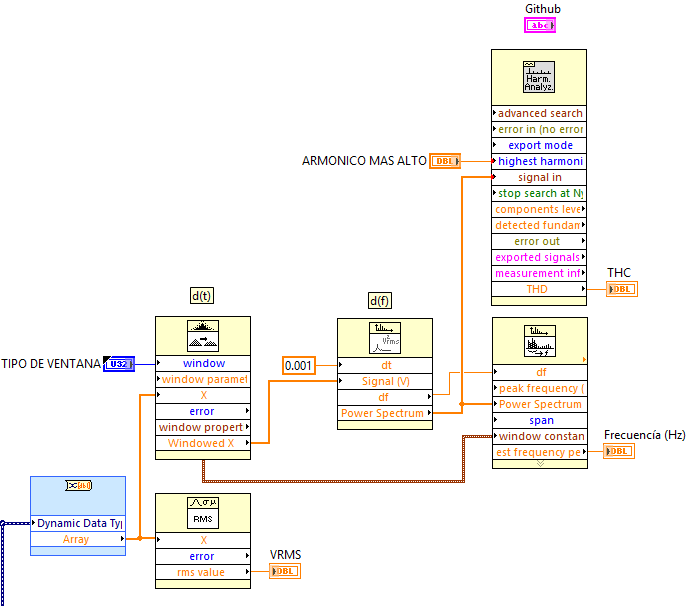 Github
abc
Harm.
Analyz.
advanced search
error in (no error
export mode
ARMONICO MAS ALTO
DBL
highest harmoni
signal in
stop search at Ny
components leve
detected fundam
error out
exported signals
measurement inf
THD
THC
DBL
d(t)
d(f)
V²rms
TIPO DE VENTANA
U32
window
window paramet
X
error
window propert
Windowed X
0.001
dt
Signal (V)
df
Power Spectrum
df
peak frequency (
Power Spectrum
span
window constan
est frequency pe
Frecuencía (Hz)
DBL
Dynamic Data Typ
Array
σ μ
RMS
X
error
rms value
VRMS
DBL